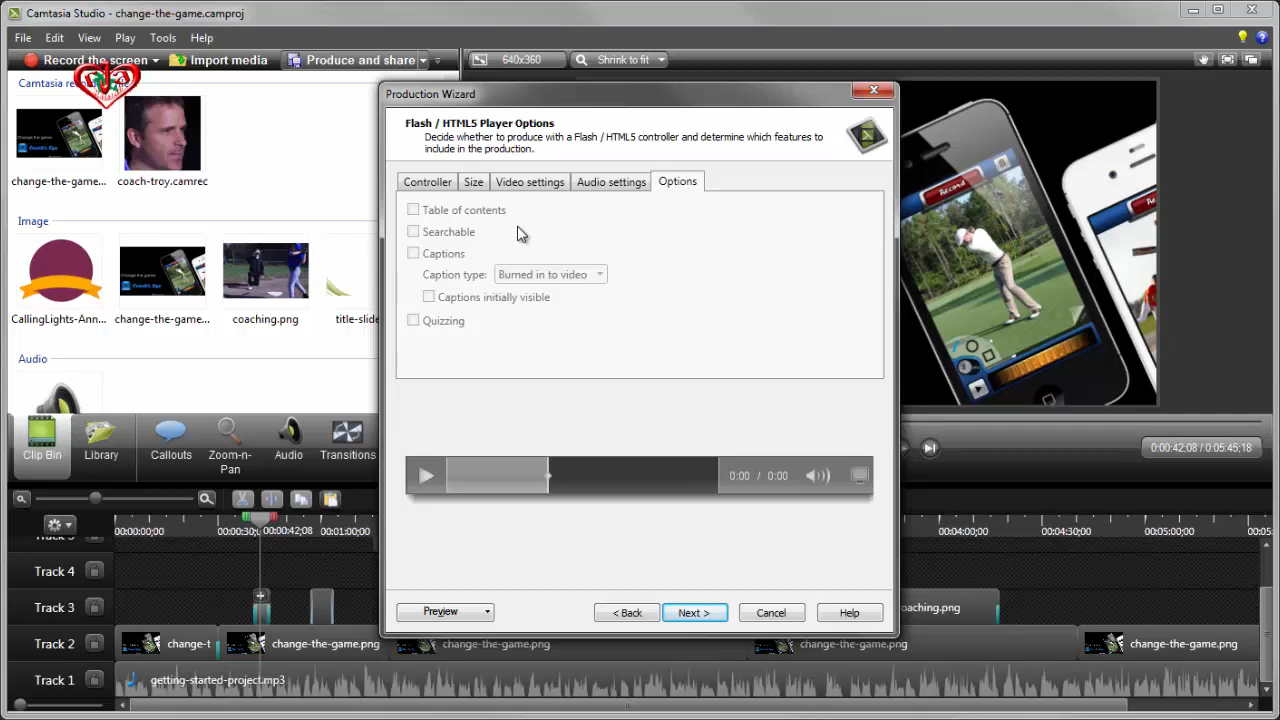 Camtasia Studio - change-the-game.camproj
File Edit View Play Tools Help
Record the screen Import media Produce and share 640x360 Shrink to fit
Camtasia re
change-the-game... coach-troy.camrec
Image
CallingLights-Ann... change-the-game... coaching.png title-slide
Audio
Production Wizard
Flash / HTML5 Player Options
Decide whether to produce with a Flash / HTML5 controller and determine which features to
include in the production.
Controller Size Video settings Audio settings Options
Table of contents
Searchable
Captions
Caption type: Burned in to video
Captions initially visible
Quizzing
0:00 / 0:00
Preview < Back Next > Cancel Help
Record
Clip Bin Library Callouts Zoom-n-
Pan Audio Transitions
0:00:42;08 / 0:05:45;18
00:00:00;00 00:00:30; 00:00:42;08 00:01:00;00 00:04:00;00 00:04:30;00 00:05:00;00 00:05:
Track 4
Track 3 oaching.png
Track 2 change-t change-the-game.png change-the-game.png change-the-game.png change-the-game.png
Track 1 getting-started-project.mp3